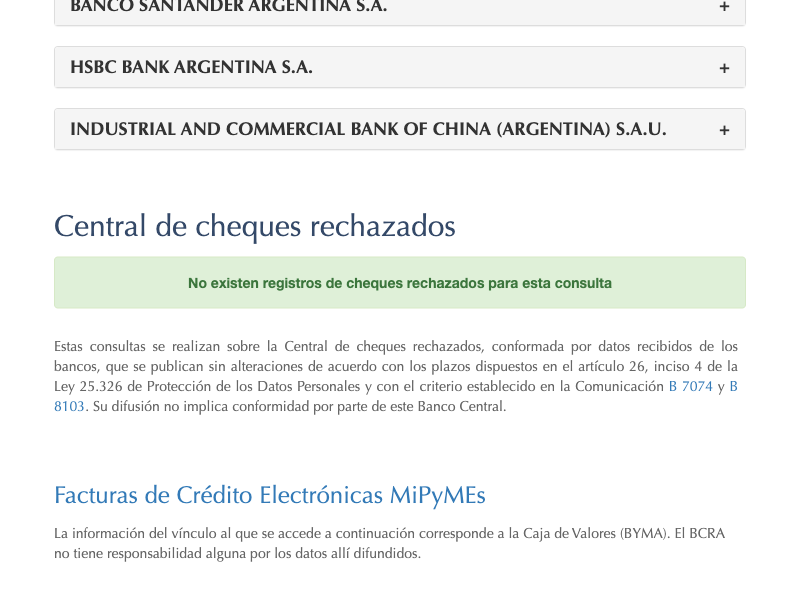 BANCO SANTANDER ARGENTINA S.A. +
HSBC BANK ARGENTINA S.A. +
INDUSTRIAL AND COMMERCIAL BANK OF CHINA (ARGENTINA) S.A.U. +
Central de cheques rechazados
No existen registros de cheques rechazados para esta consulta
Estas consultas se realizan sobre la Central de cheques rechazados, conformada por datos recibidos de los
bancos, que se publican sin alteraciones de acuerdo con los plazos dispuestos en el artículo 26, inciso 4 de la
Ley 25.326 de Protección de los Datos Personales y con el criterio establecido en la Comunicación B 7074 y B
8103. Su difusión no implica conformidad por parte de este Banco Central.
Facturas de Crédito Electrónicas MiPyMEs
La información del vínculo al que se accede a continuación corresponde a la Caja de Valores (BYMA). El BCRA
no tiene responsabilidad alguna por los datos allí difundidos.